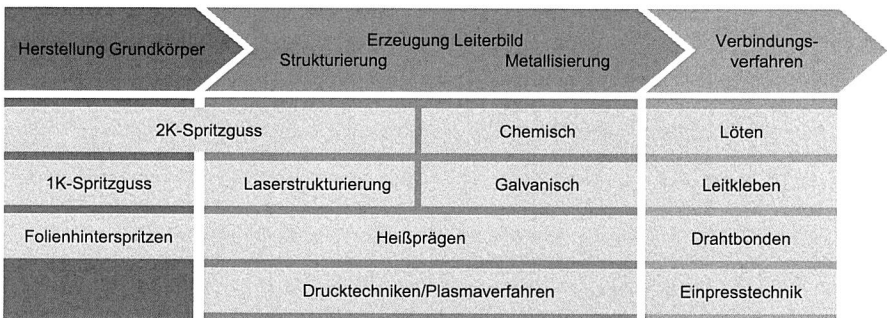 Herstellung Grundkörper
Erzeugung Leiterbild
Strukturierung Metallisierung
Verbindungs-
verfahren
2K-Spritzguss Chemisch Löten
1K-Spritzguss Laserstrukturierung Galvanisch Leitkleben
Folienhinterspritzen Heißprägen Drahtbonden
Drucktechniken/Plasmaverfahren Einpresstechnik